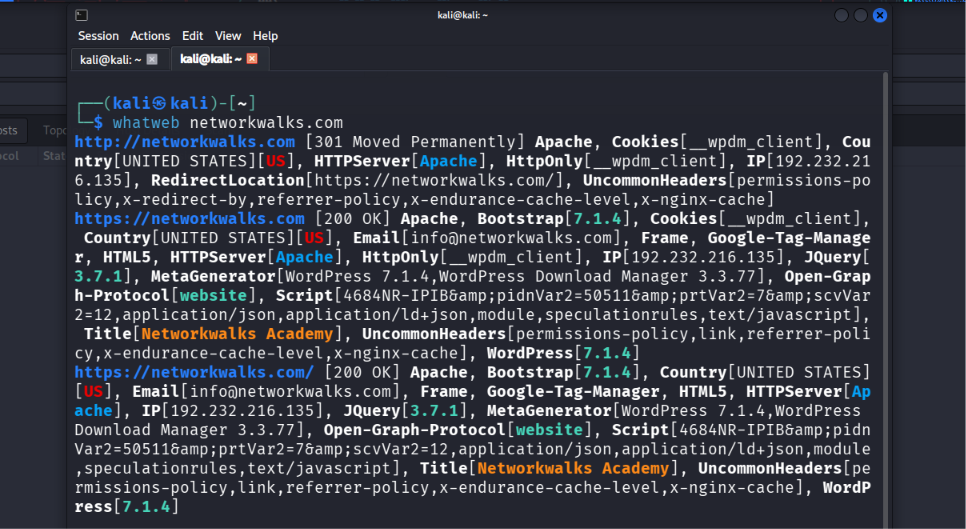 kali@kali: ~
Session Actions Edit View Help
kali@kali: ~
kali@kali: ~
osts
ocol
Stat
┌──(kali㉿kali)-[~]
└─$ whatweb networkwalks.com
http://networkwalks.com [301 Moved Permanently] Apache, Cookies[__wpdm_client], Cou
ntry[UNITED STATES][US], HTTPServer[Apache], HttpOnly[__wpdm_client], IP[192.232.21
6.135], RedirectLocation[https://networkwalks.com/], UncommonHeaders[permissions-po
licy,x-redirect-by,referrer-policy,x-endurance-cache-level,x-nginx-cache]
https://networkwalks.com [200 OK] Apache, Bootstrap[7.1.4], Cookies[__wpdm_client],
Country[UNITED STATES][US], Email[info@networkwalks.com], Frame, Google-Tag-Manage
r, HTML5, HTTPServer[Apache], HttpOnly[__wpdm_client], IP[192.232.216.135], JQuery[
3.7.1], MetaGenerator[WordPress 7.1.4,WordPress Download Manager 3.3.77], Open-Grap
h-Protocol[website], Script[4684NR-IPIB&amp;pidnVar2=50511&amp;prtVar2=7&amp;scvVar
2=12,application/json,application/ld+json,module,speculationrules,text/javascript],
Title[Networkwalks Academy], UncommonHeaders[permissions-policy,link,referrer-poli
cy,x-endurance-cache-level,x-nginx-cache], WordPress[7.1.4]
https://networkwalks.com/ [200 OK] Apache, Bootstrap[7.1.4], Country[UNITED STATES]
[US], Email[info@networkwalks.com], Frame, Google-Tag-Manager, HTML5, HTTPServer[Ap
ache], IP[192.232.216.135], JQuery[3.7.1], MetaGenerator[WordPress 7.1.4,WordPress
Download Manager 3.3.77], Open-Graph-Protocol[website], Script[4684NR-IPIB&amp;pidn
Var2=50511&amp;prtVar2=7&amp;scvVar2=12,application/json,application/ld+json,module
,speculationrules,text/javascript], Title[Networkwalks Academy], UncommonHeaders[pe
rmissions-policy,link,referrer-policy,x-endurance-cache-level,x-nginx-cache], WordP
ress[7.1.4]